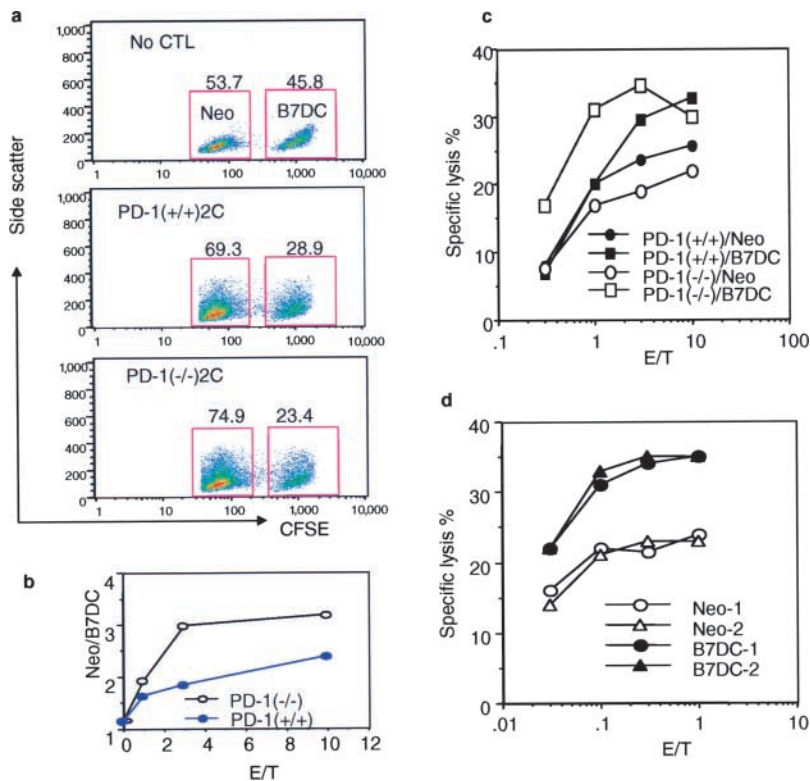 a
No CTL
53.7 45.8
Neo B7DC
1,000
800
600
400
200
0
1 10 100 1,000 10,000
PD-1(+/+)2C
69.3 28.9
1,000
800
600
400
200
0
1 10 100 1,000 10,000
PD-1(-/-)2C
74.9 23.4
1,000
800
600
400
200
0
1 10 100 1,000 10,000
Side scatter
CFSE
b
Neo/B7DC
4
3
2
1
0 2 4 6 8 10 12
PD-1(-/-)
PD-1(+/+)
E/T
c
Specific lysis %
40
30
20
10
0
PD-1(+/+)/Neo
PD-1(+/+)/B7DC
PD-1(-/-)/Neo
PD-1(-/-)/B7DC
.1 1 10 100
E/T
d
Specific lysis %
45
35
25
15
5
Neo-1
Neo-2
B7DC-1
B7DC-2
.01 .1 1 10
E/T